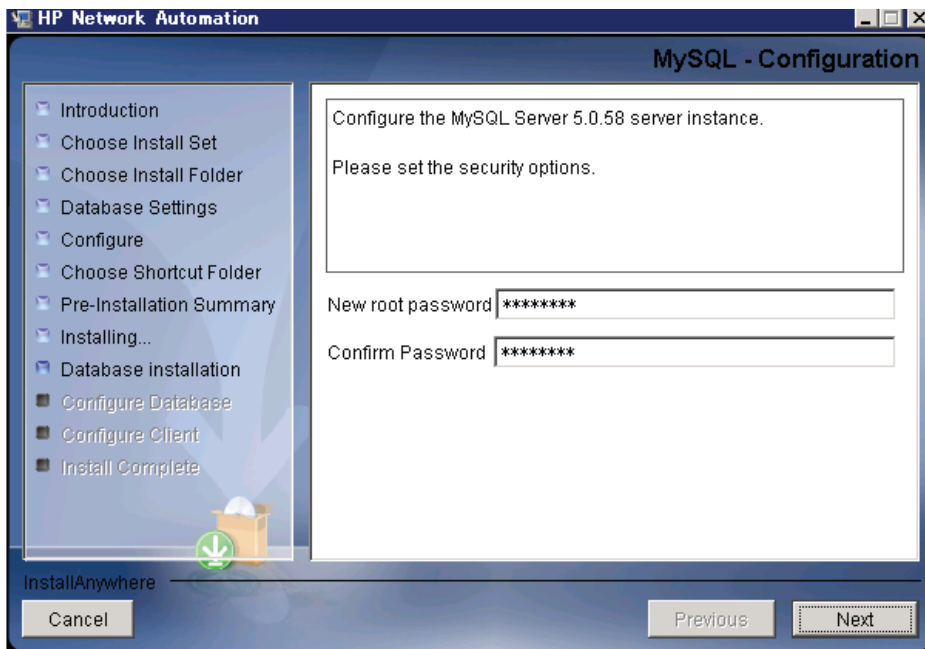 HP Network Automation
MySQL - Configuration
Introduction
Choose Install Set
Choose Install Folder
Database Settings
Configure
Choose Shortcut Folder
Pre-Installation Summary
Installing...
Database installation
Configure Database
Configure Client
Install Complete
Configure the MySQL Server 5.0.58 server instance.
Please set the security options.
New root password ********
Confirm Password ********
InstallAnywhere
Cancel
Previous
Next